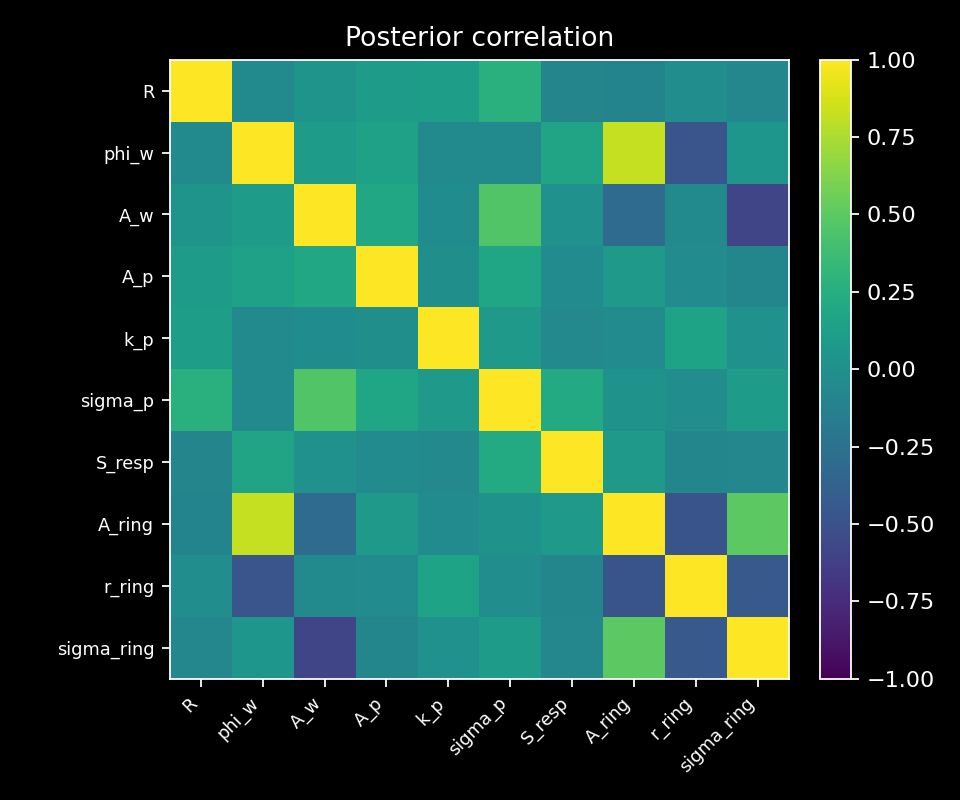 Posterior correlation
R
phi_w
A_w
A_p
k_p
sigma_p
S_resp
A_ring
r_ring
sigma_ring
R
phi_w
A_w
A_p
k_p
sigma_p
S_resp
A_ring
r_ring
sigma_ring
1.00
0.75
0.50
0.25
0.00
−0.25
−0.50
−0.75
−1.00